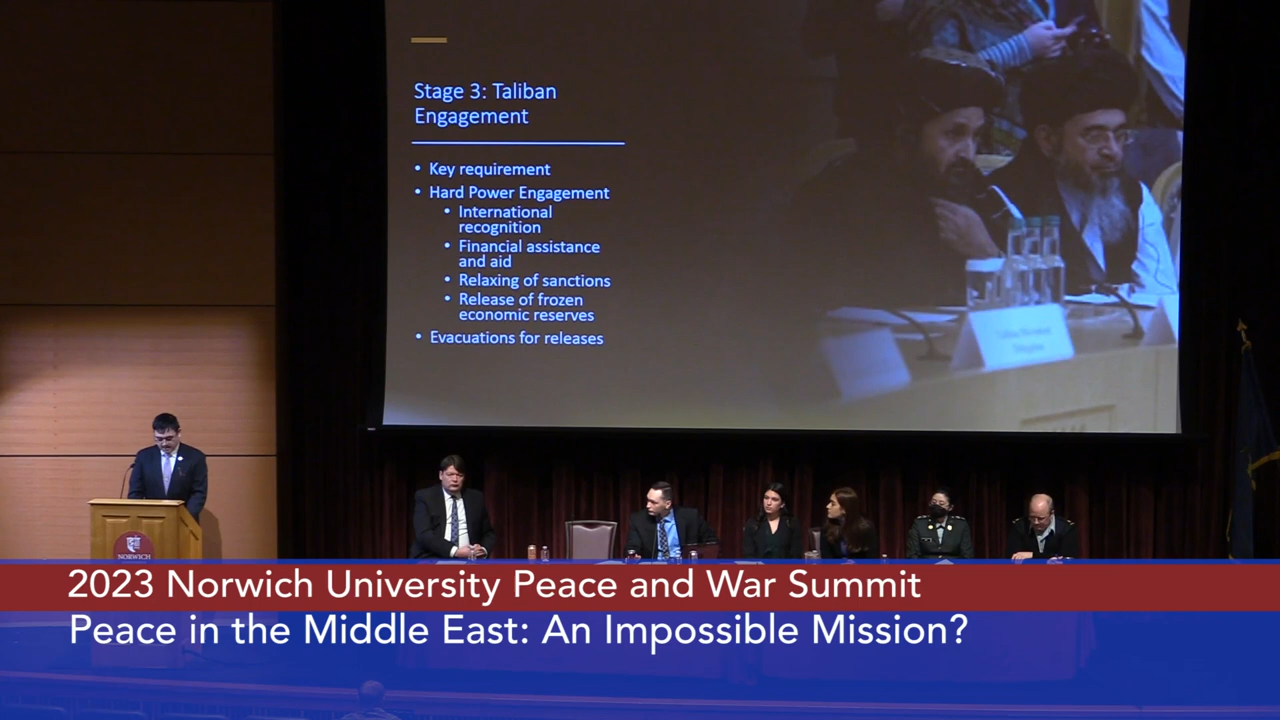 Stage 3: Taliban
Engagement
• Key requirement
• Hard Power Engagement
• International
recognition
• Financial assistance
and aid
• Relaxing of sanctions
• Release of frozen
economic reserves
• Evacuations for releases
NORWICH
2023 Norwich University Peace and War Summit
Peace in the Middle East: An Impossible Mission?